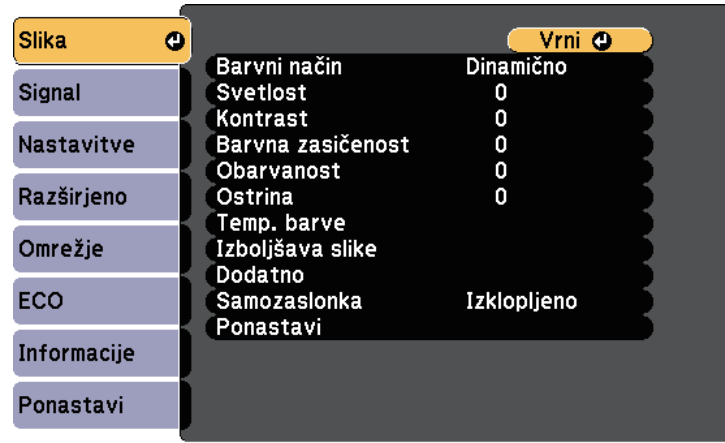 Slika
Signal
Nastavitve
Razširjeno
Omrežje
ECO
Informacije
Ponastavi
Vrni
Barvni način Dinamično
Svetlost 0
Kontrast 0
Barvna zasičenost 0
Obarvanost 0
Ostrina 0
Temp. barve
Izboljšava slike
Dodatno
Samozaslonka Izklopljeno
Ponastavi